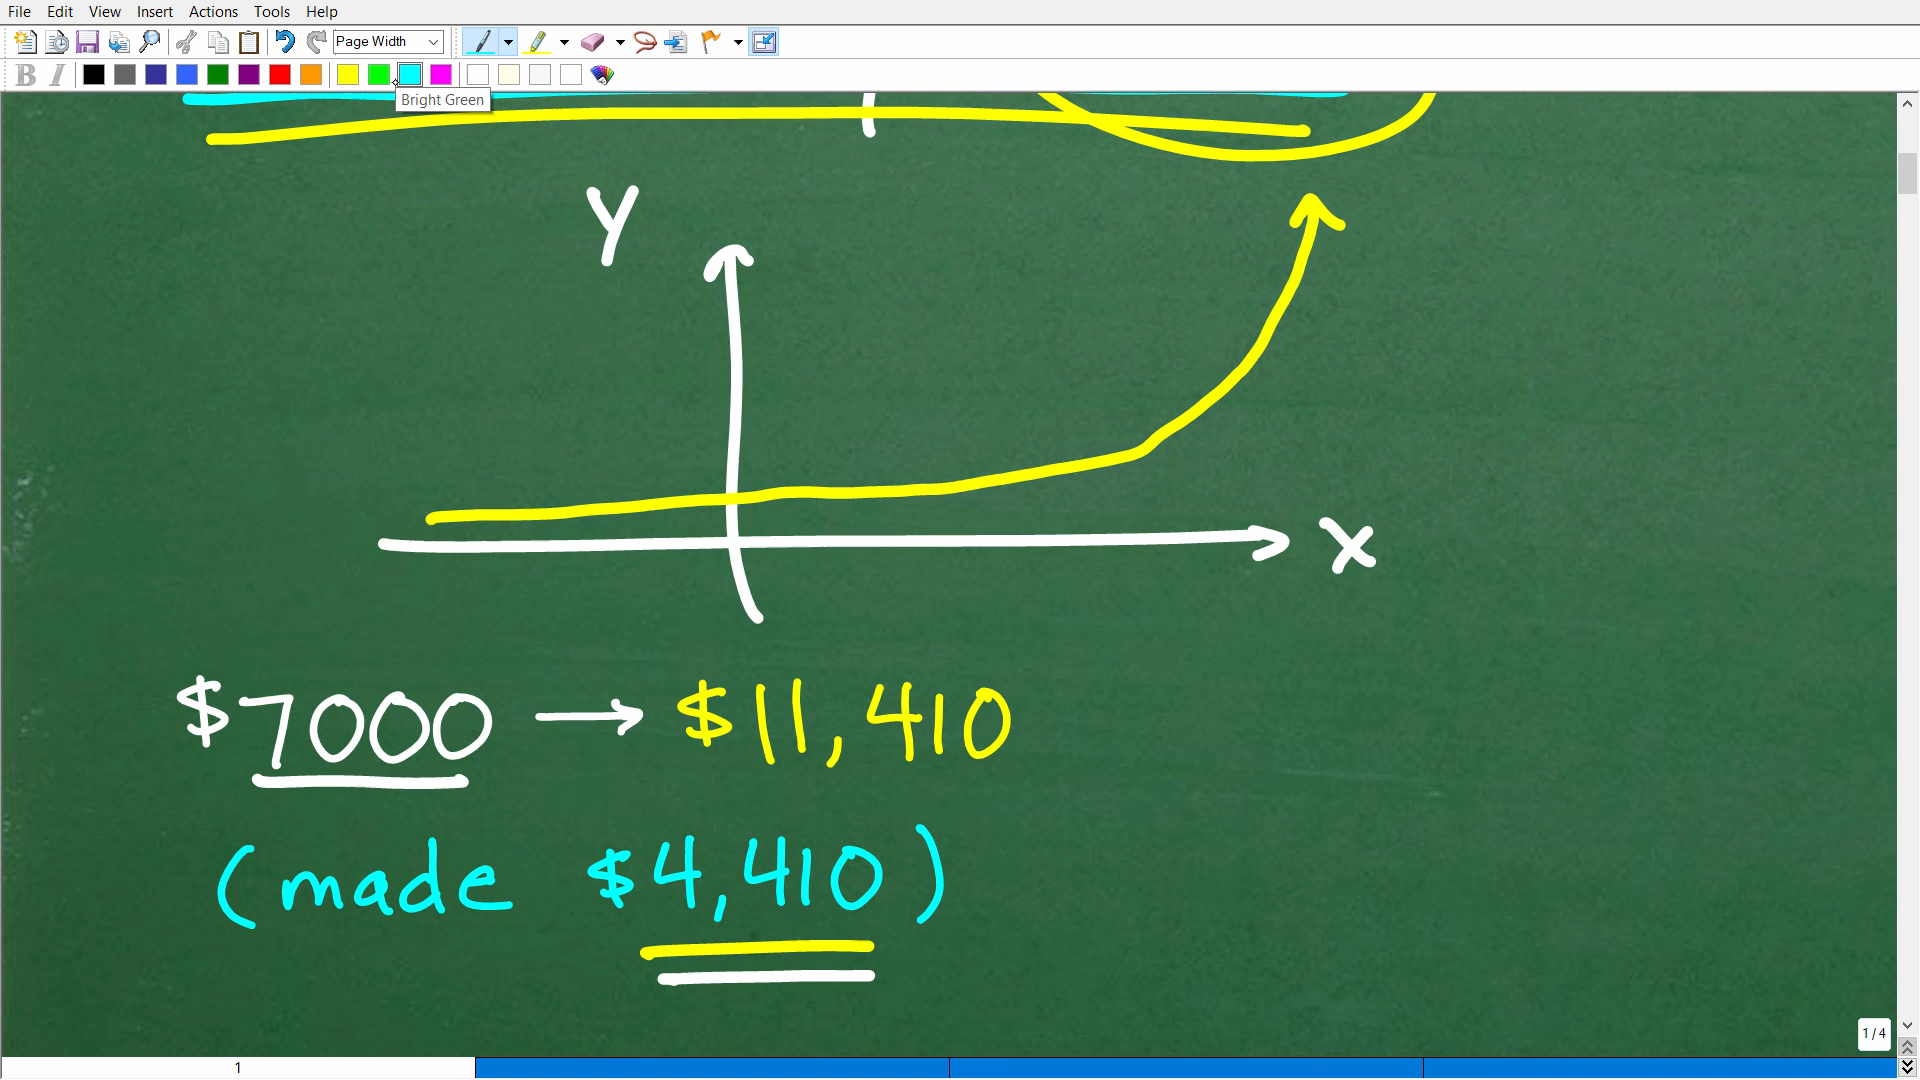 File Edit View Insert Actions Tools Help
Page Width
B I
Bright Green
y
x
$7000 → $11,410
(made $4,410)
1 / 4
1